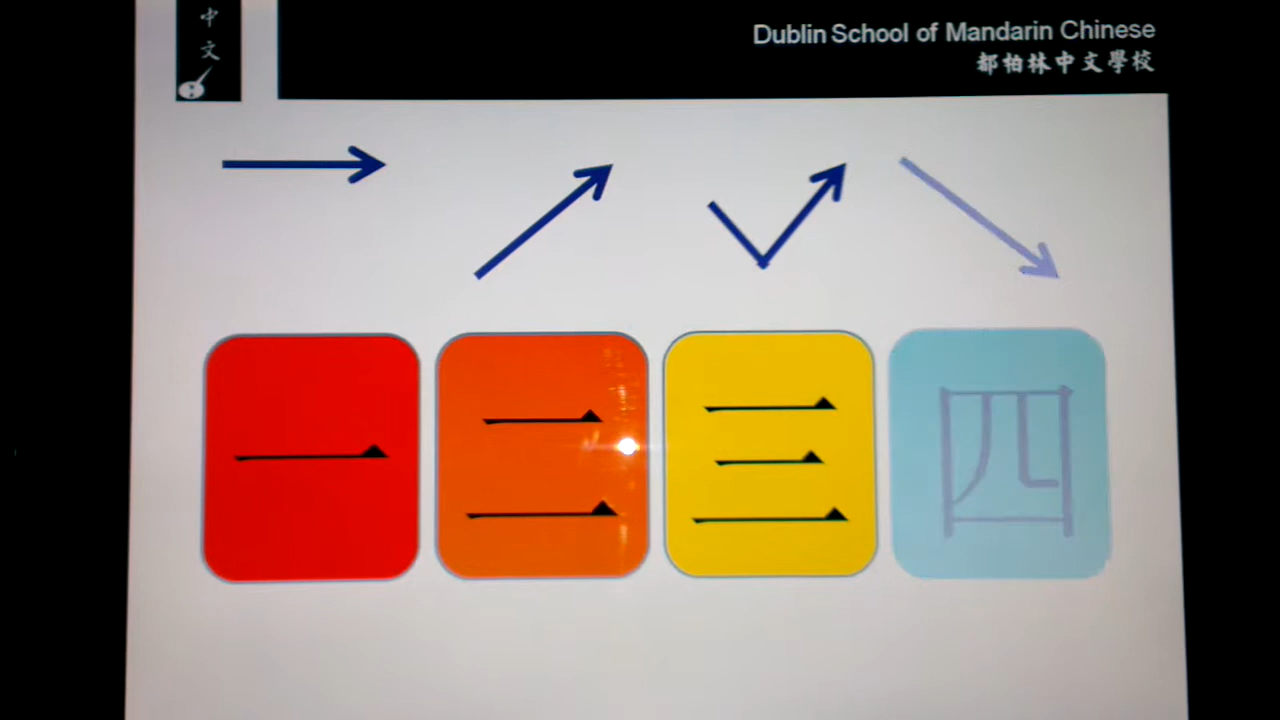 中
文
Dublin School of Mandarin Chinese
都柏林中文學校
一 二 三 四